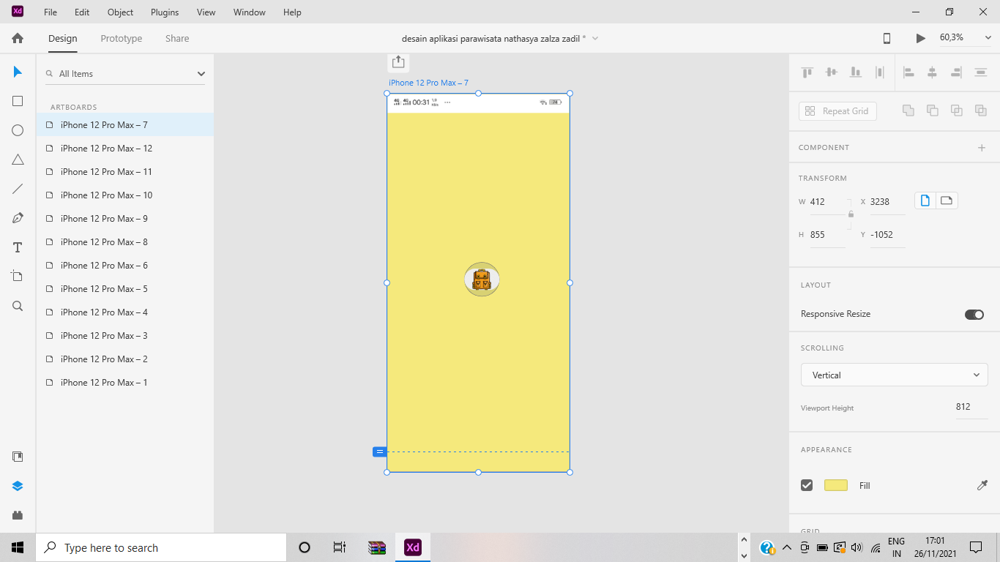 Xd File Edit Object Plugins View Window Help
Design Prototype Share desain aplikasi parawisata nathasya zalza zadil * 60,3%
All Items
ARTBOARDS
iPhone 12 Pro Max – 7
iPhone 12 Pro Max – 12
iPhone 12 Pro Max – 11
iPhone 12 Pro Max – 10
iPhone 12 Pro Max – 9
iPhone 12 Pro Max – 8
iPhone 12 Pro Max – 6
iPhone 12 Pro Max – 5
iPhone 12 Pro Max – 4
iPhone 12 Pro Max – 3
iPhone 12 Pro Max – 2
iPhone 12 Pro Max – 1
iPhone 12 Pro Max – 7
4G 4G 00:31
Repeat Grid
COMPONENT
TRANSFORM
W 412 X 3238
H 855 Y -1052
LAYOUT
Responsive Resize
SCROLLING
Vertical
Viewport Height 812
APPEARANCE
Fill
GRID
Type here to search
Xd
ENG
IN
17:01
26/11/2021